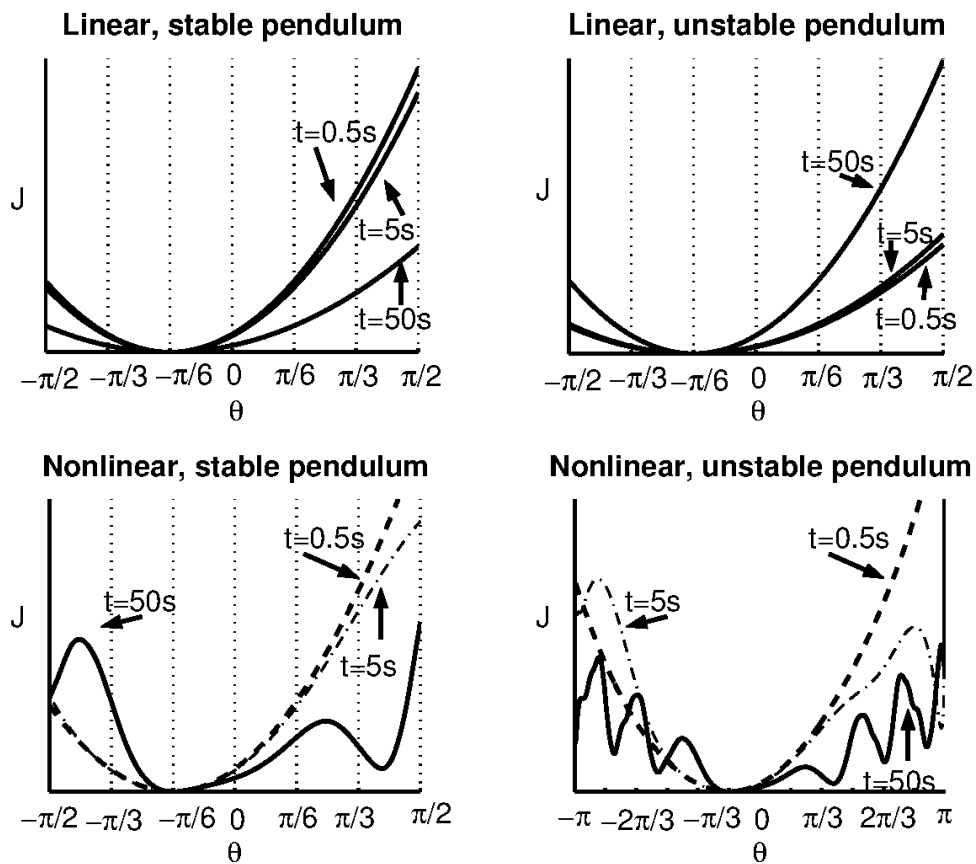 Linear, stable pendulum
t=0.5s
J
t=5s
t=50s
−π/2 −π/3 −π/6 0 π/6 π/3 π/2
θ
Linear, unstable pendulum
t=50s
J
t=5s
t=0.5s
−π/2 −π/3 −π/6 0 π/6 π/3 π/2
θ
Nonlinear, stable pendulum
t=0.5s
t=50s
J
t=5s
−π/2 −π/3 −π/6 0 π/6 π/3 π/2
θ
Nonlinear, unstable pendulum
t=0.5s
t=5s
J
t=50s
−π −2π/3 −π/3 0 π/3 2π/3 π
θ